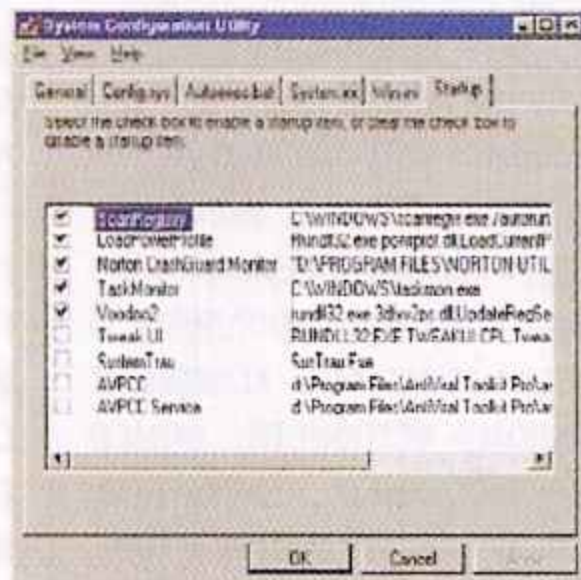 System Configuration Utility
File View Help
General Config.sys Autoexec.bat System.ini Win.ini Startup
Select the check box to enable a startup item, or clear the check box to
disable a startup item.
ScanRegistry C:\WINDOWS\scanregw.exe /autorun
LoadPowerProfile Rundll32.exe powrprof.dll,LoadCurrentP
Norton CrashGuard Monitor "D:\PROGRAM FILES\NORTON UTIL
TaskMonitor C:\WINDOWS\taskmon.exe
Voodoo2 rundll32.exe 3dfxv2ps.dll,UpdateRegSe
Tweak UI RUNDLL32.EXE TWEAKUI.CPL, Tweak
SystemTray SysTray.Exe
AVPCC d:\Program Files\AntiViral Toolkit Pro\av
AVPCC Service d:\Program Files\AntiViral Toolkit Pro\av
OK Cancel Apply